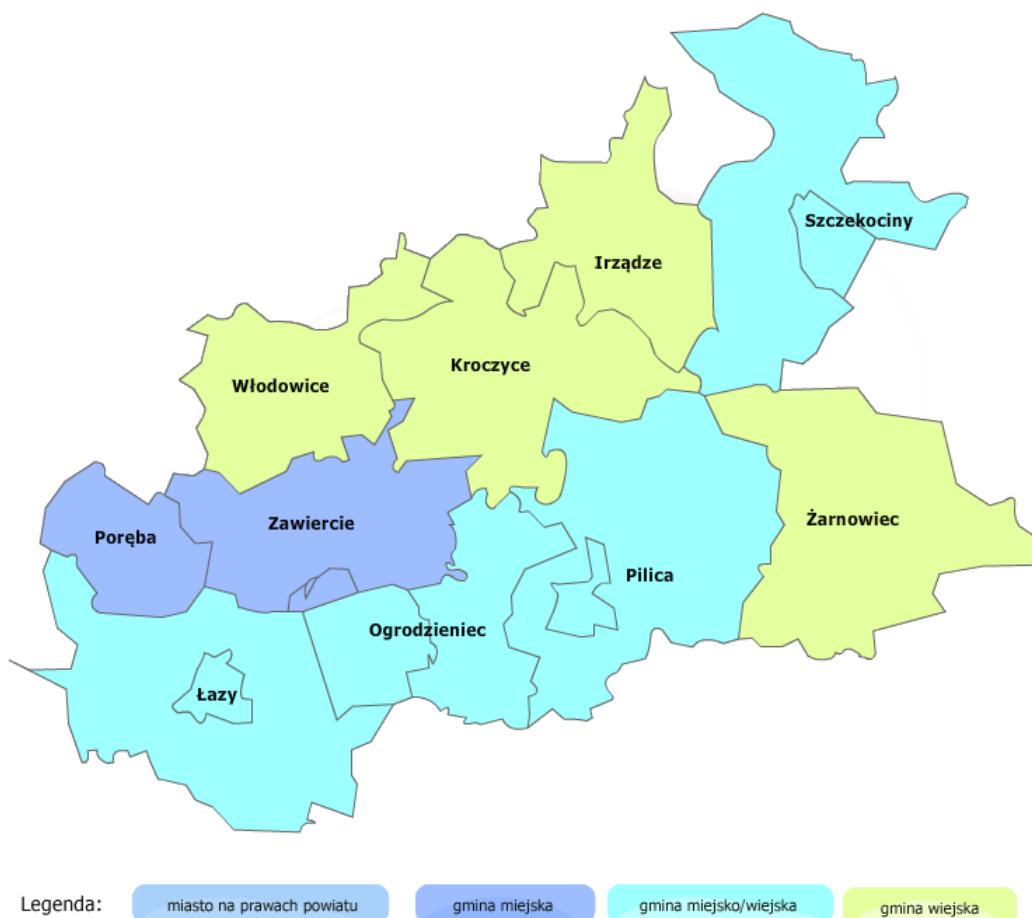 Szczekociny
Irządze
Kroczyce
Włodowice
Żarnowiec
Zawiercie
Poręba
Pilica
Ogrodzieniec
Łazy
Legenda: miasto na prawach powiatu gmina miejska gmina miejsko/wiejska gmina wiejska